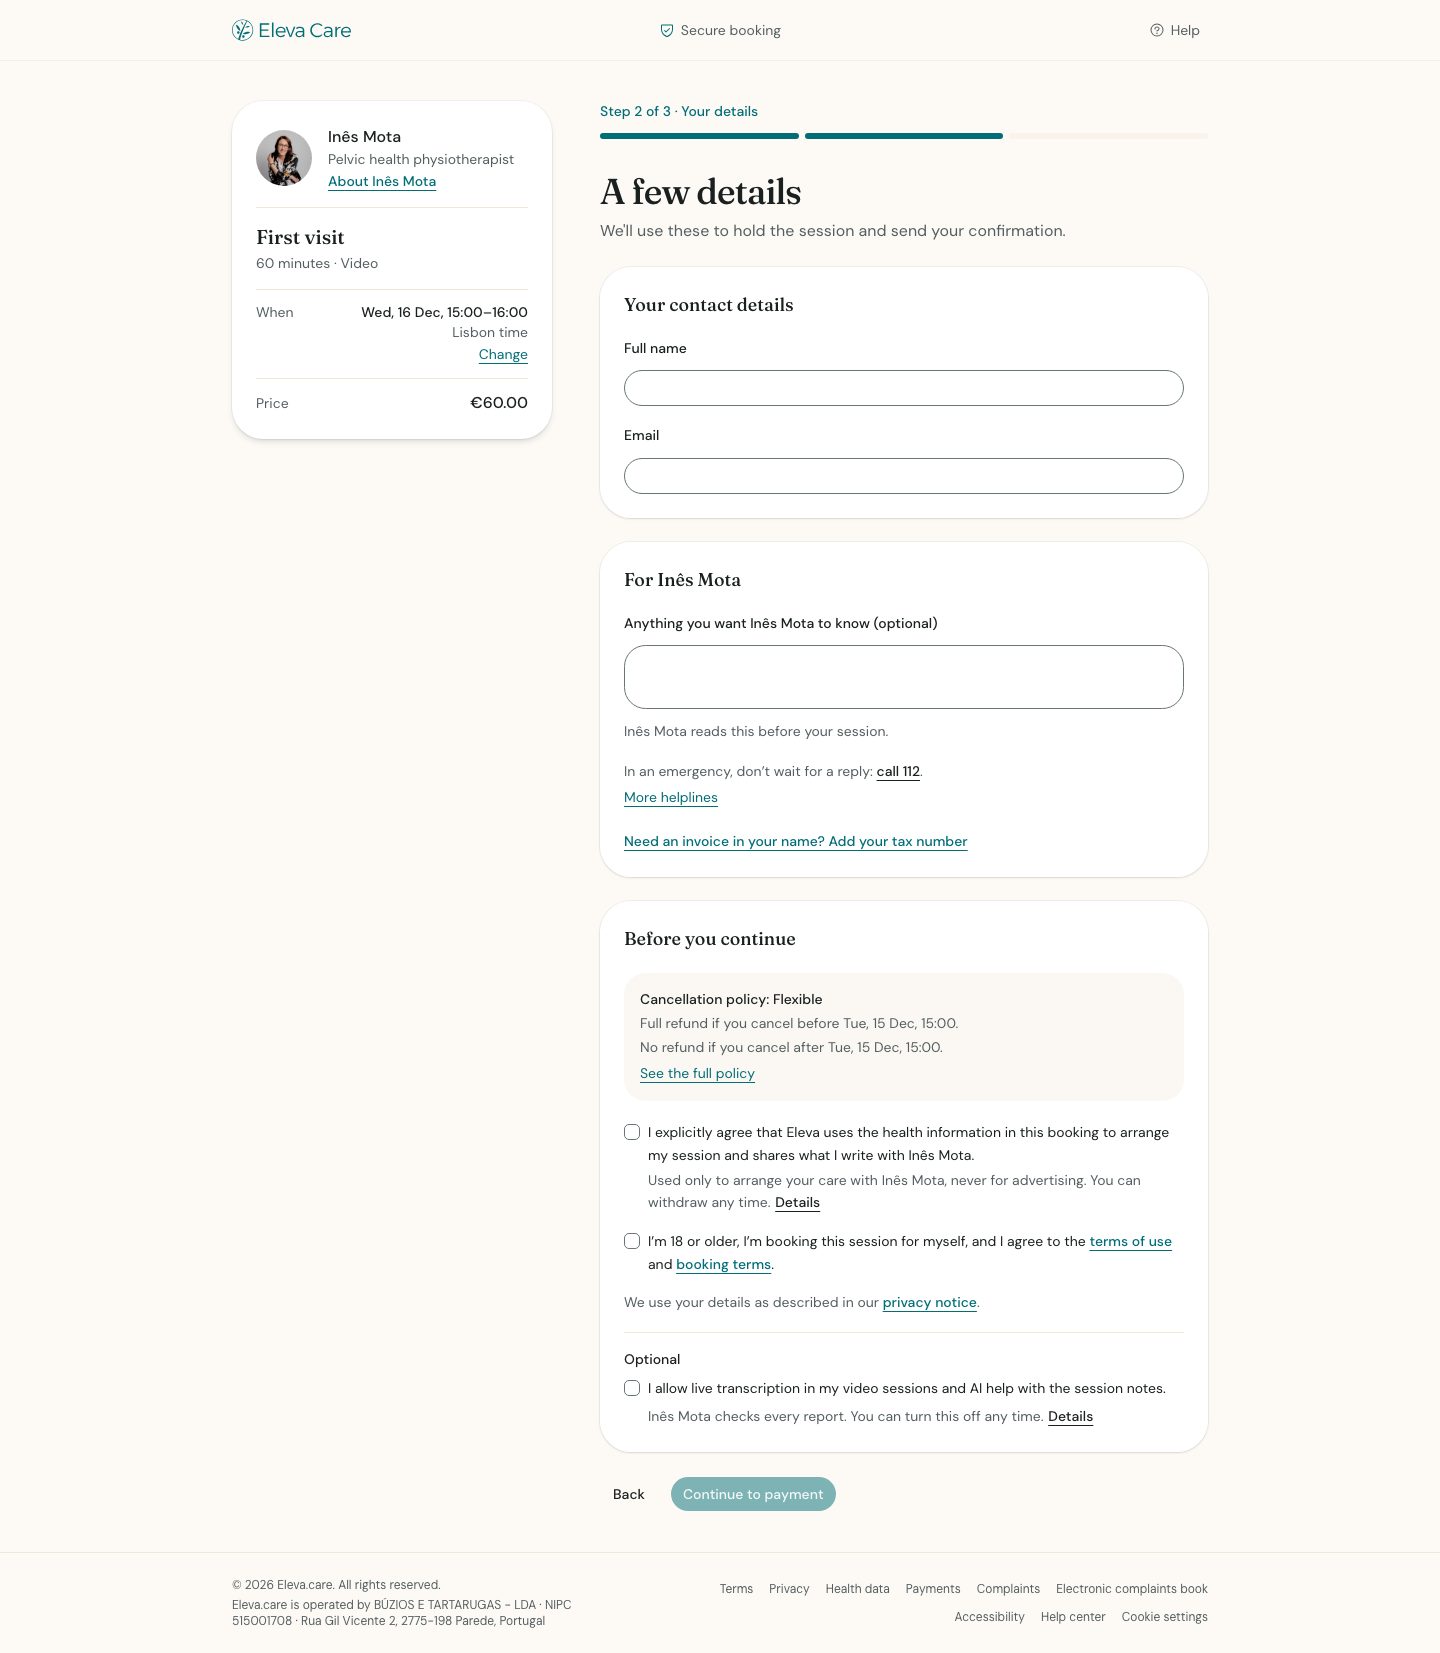 Eleva Care
Secure booking
Help
Inês Mota
Pelvic health physiotherapist
About Inês Mota
First visit
60 minutes · Video
When
Wed, 16 Dec, 15:00–16:00
Lisbon time
Change
Price
€60.00
Step 2 of 3 · Your details
A few details
We'll use these to hold the session and send your confirmation.
Your contact details
Full name
Email
For Inês Mota
Anything you want Inês Mota to know (optional)
Inês Mota reads this before your session.
In an emergency, don’t wait for a reply: call 112.
More helplines
Need an invoice in your name? Add your tax number
Before you continue
Cancellation policy: Flexible
Full refund if you cancel before Tue, 15 Dec, 15:00.
No refund if you cancel after Tue, 15 Dec, 15:00.
See the full policy
I explicitly agree that Eleva uses the health information in this booking to arrange
my session and shares what I write with Inês Mota.
Used only to arrange your care with Inês Mota, never for advertising. You can
withdraw any time. Details
I’m 18 or older, I’m booking this session for myself, and I agree to the terms of use
and booking terms.
We use your details as described in our privacy notice.
Optional
I allow live transcription in my video sessions and AI help with the session notes.
Inês Mota checks every report. You can turn this off any time. Details
Back
Continue to payment
© 2026 Eleva.care. All rights reserved.
Eleva.care is operated by BÚZIOS E TARTARUGAS - LDA · NIPC
515001708 · Rua Gil Vicente 2, 2775-198 Parede, Portugal
Terms Privacy Health data Payments Complaints Electronic complaints book
Accessibility Help center Cookie settings